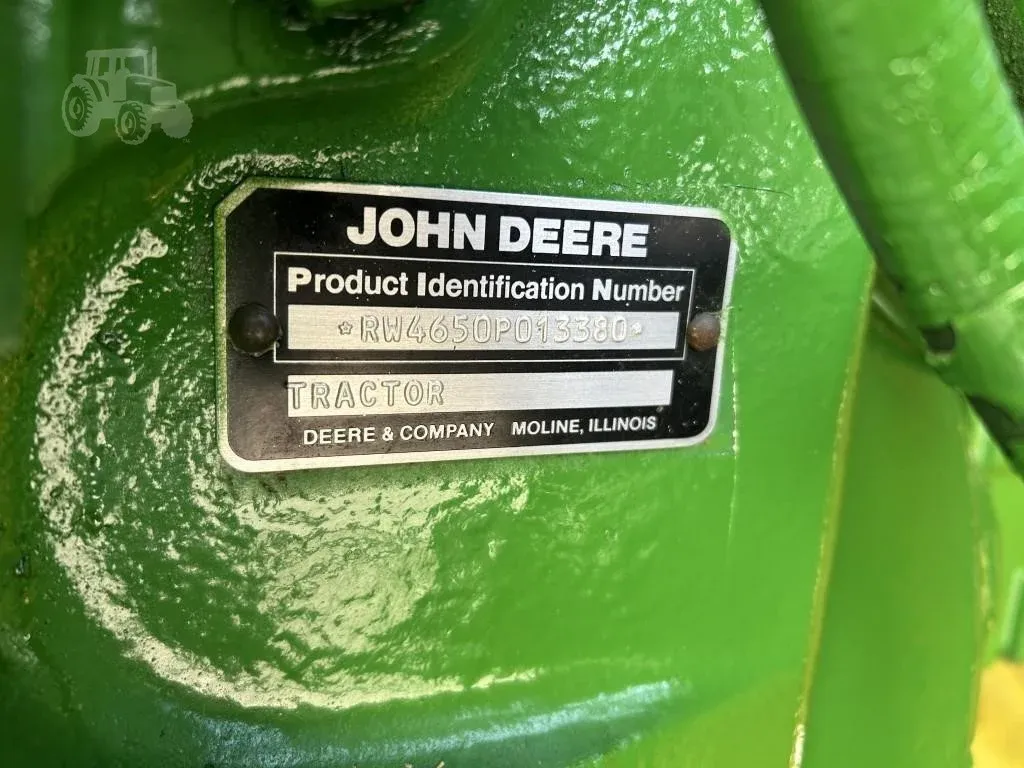 JOHN DEERE
Product Identification Number
*RW4650P013380*
TRACTOR
DEERE & COMPANY MOLINE, ILLINOIS